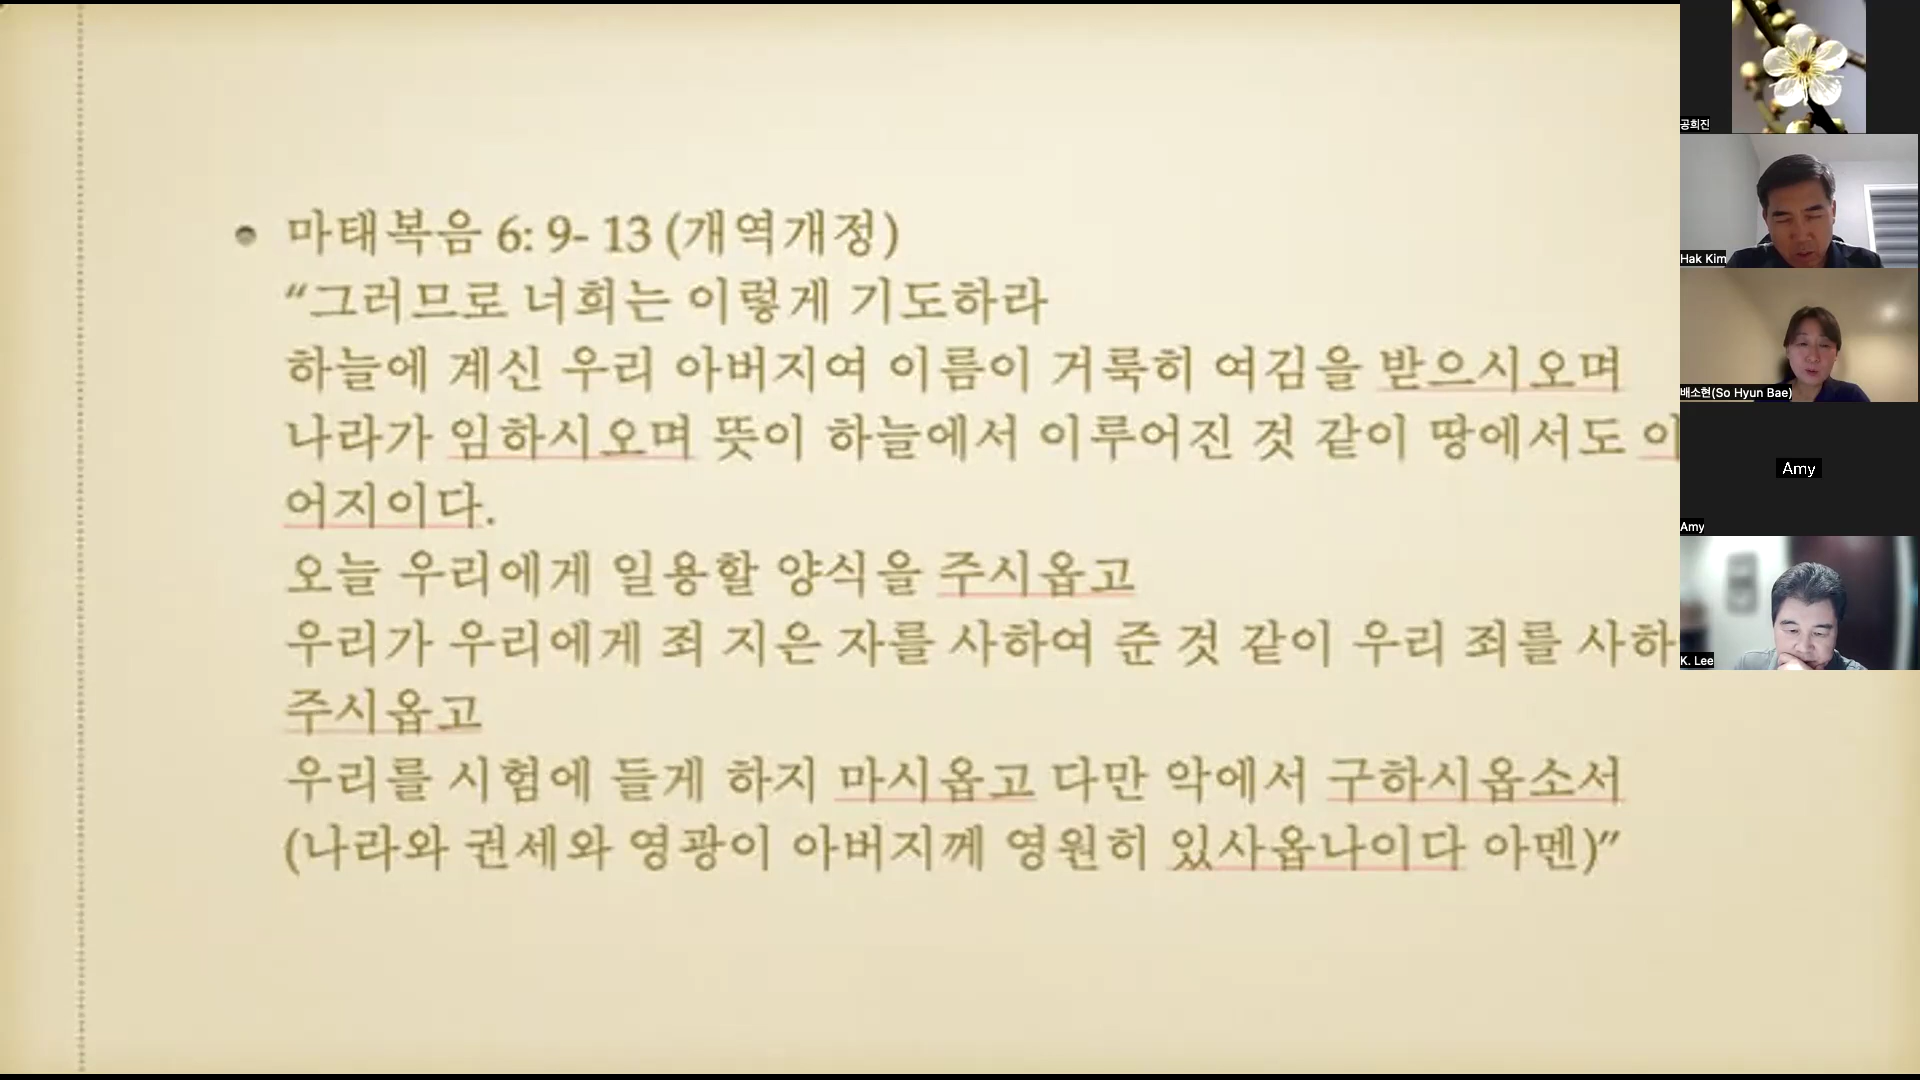 마태복음 6: 9- 13 (개역개정)
“그러므로 너희는 이렇게 기도하라
하늘에 계신 우리 아버지여 이름이 거룩히 여김을 받으시오며
나라가 임하시오며 뜻이 하늘에서 이루어진 것 같이 땅에서도 이
어지이다.
오늘 우리에게 일용할 양식을 주시옵고
우리가 우리에게 죄 지은 자를 사하여 준 것 같이 우리 죄를 사하
주시옵고
우리를 시험에 들게 하지 마시옵고 다만 악에서 구하시옵소서
(나라와 권세와 영광이 아버지께 영원히 있사옵나이다 아멘)”
공희진
Hak Kim
배소현(So Hyun Bae)
Amy
Amy
K. Lee